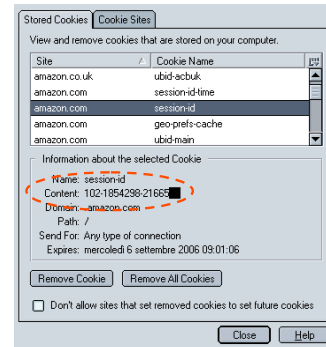 Stored Cookies Cookie Sites
View and remove cookies that are stored on your computer.
Site Cookie Name
amazon.co.uk ubid-acbuk
amazon.com session-id-time
amazon.com session-id
amazon.com geo-prefs-cache
amazon.com ubid-main
Information about the selected Cookie
Name: session-id
Content: 102-1854298-21665
Domain: .amazon.com
Path: /
Send For: Any type of connection
Expires: mercoledì 6 settembre 2006 09:01:06
Remove Cookie Remove All Cookies
Don't allow sites that set removed cookies to set future cookies
Close Help